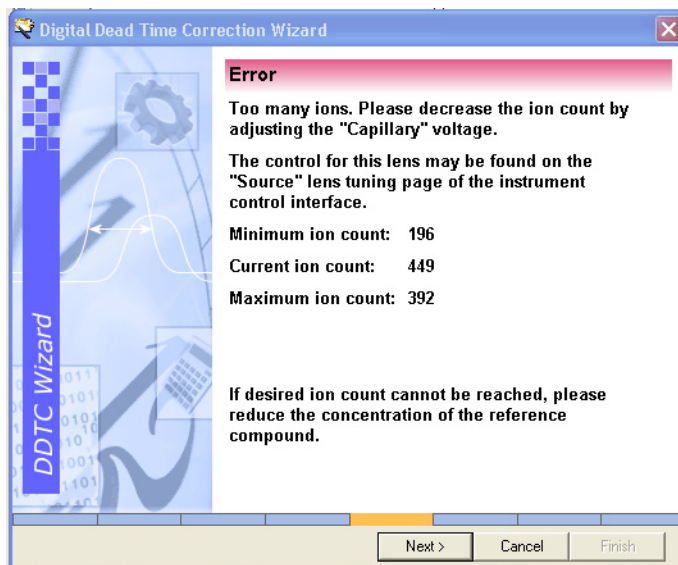 Digital Dead Time Correction Wizard
Error
Too many ions. Please decrease the ion count by
adjusting the "Capillary" voltage.
The control for this lens may be found on the
"Source" lens tuning page of the instrument
control interface.
Minimum ion count: 196
Current ion count: 449
Maximum ion count: 392
If desired ion count cannot be reached, please
reduce the concentration of the reference
compound.
DDTC Wizard
Next >
Cancel
Finish